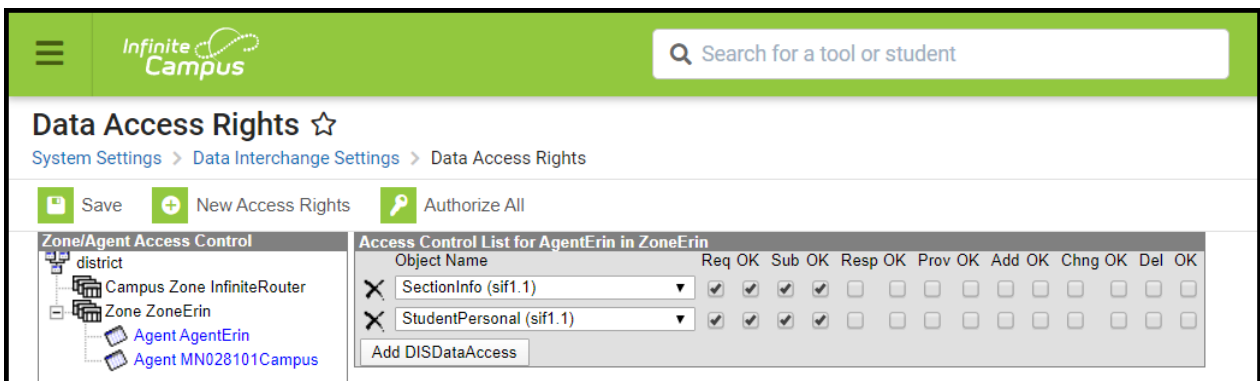 Infinite
Campus
Search for a tool or student
Data Access Rights
System Settings > Data Interchange Settings > Data Access Rights
Save New Access Rights Authorize All
Zone/Agent Access Control
district
Campus Zone InfiniteRouter
Zone ZoneErin
Agent AgentErin
Agent MN028101Campus
Access Control List for AgentErin in ZoneErin
Object Name Req OK Sub OK Resp OK Prov OK Add OK Chng OK Del OK
SectionInfo (sif1.1)
StudentPersonal (sif1.1)
Add DISDataAccess